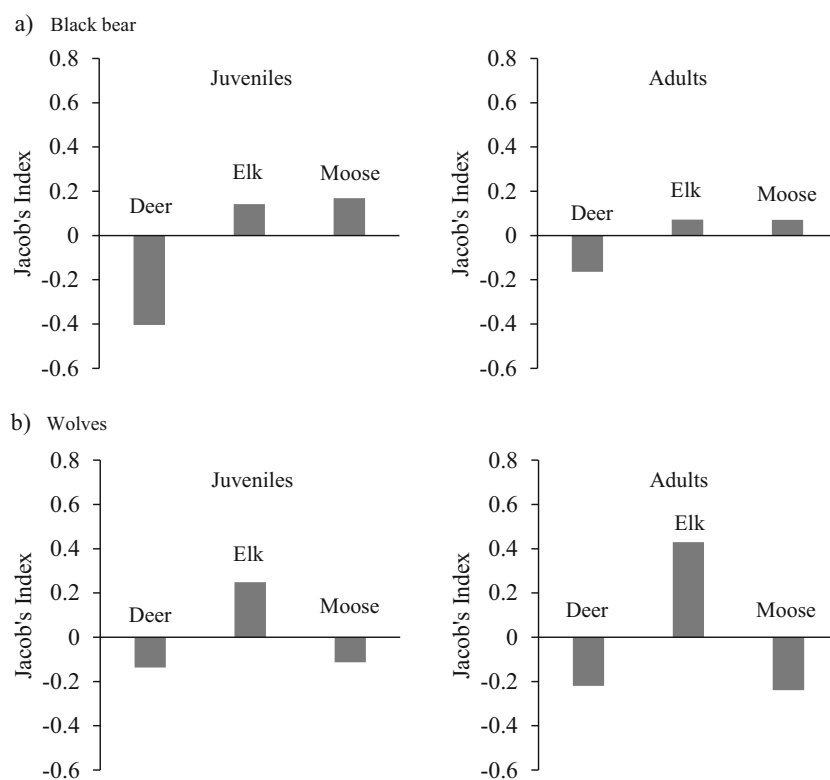 a) Black bear
Juveniles
Adults
Jacob's Index
0.8
0.6
0.4
0.2
0
-0.2
-0.4
-0.6
Deer
Elk
Moose
Jacob's Index
0.8
0.6
0.4
0.2
0
-0.2
-0.4
-0.6
Deer
Elk
Moose
b) Wolves
Juveniles
Adults
Jacob's Index
0.8
0.6
0.4
0.2
0
-0.2
-0.4
-0.6
Deer
Elk
Moose
Jacob's Index
0.8
0.6
0.4
0.2
0
-0.2
-0.4
-0.6
Deer
Elk
Moose